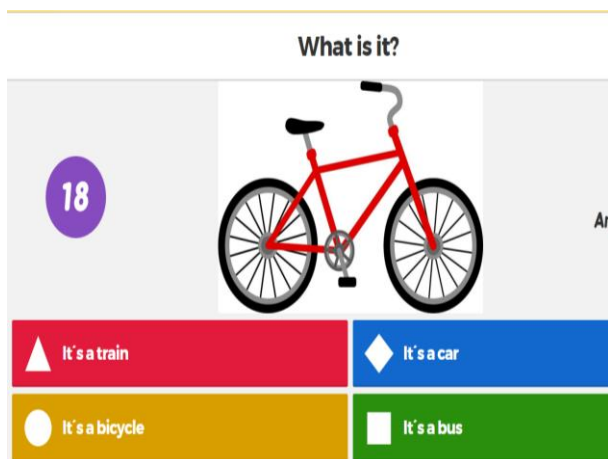 What is it?
18
It´s a train
It´s a car
It´s a bicycle
It´s a bus